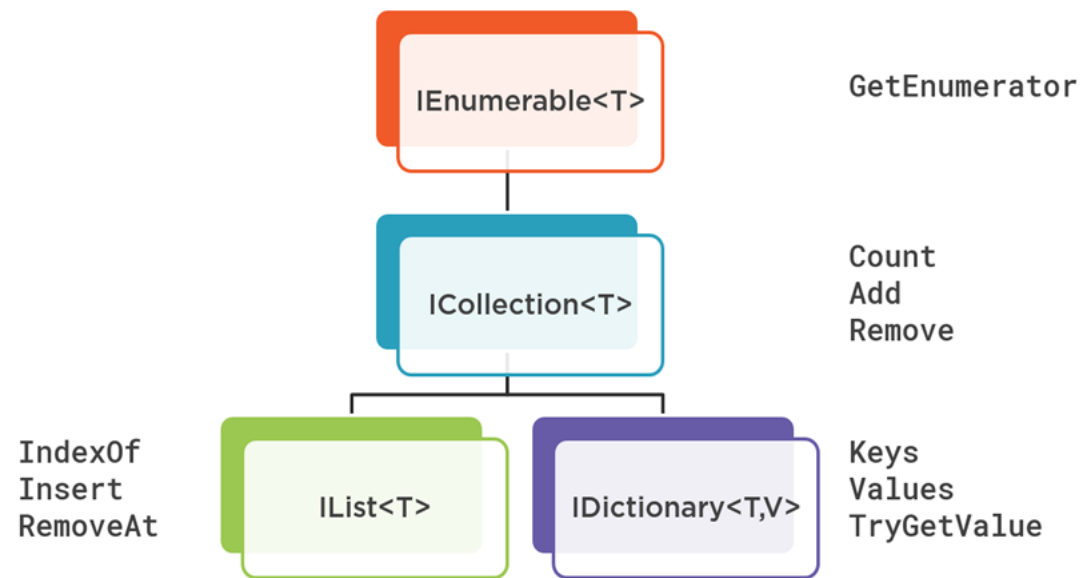 IEnumerable<T>
GetEnumerator
ICollection<T>
Count
Add
Remove
IndexOf
Insert
RemoveAt
IList<T>
IDictionary<T,V>
Keys
Values
TryGetValue